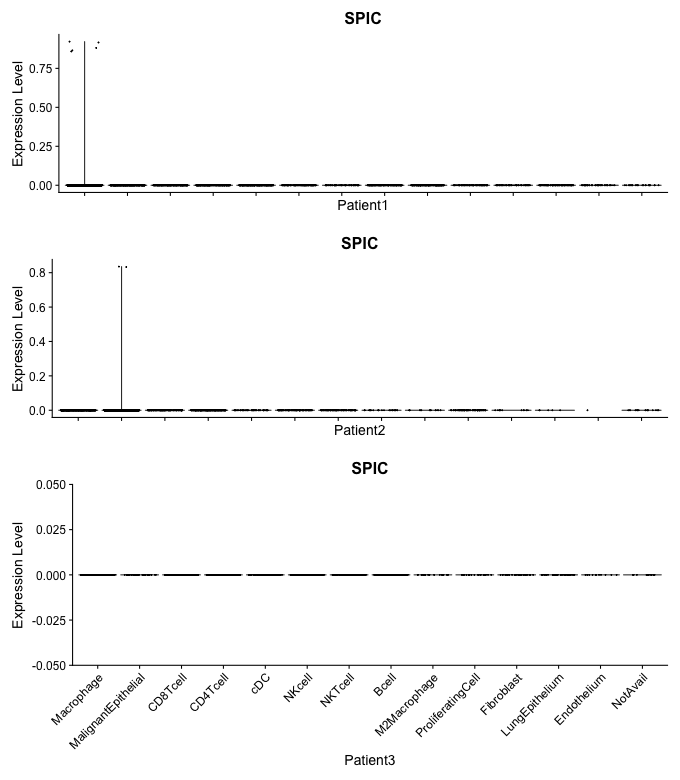 SPIC
Expression Level
0.75
0.50
0.25
0.00
Patient1
SPIC
Expression Level
0.8
0.6
0.4
0.2
0.0
Patient2
SPIC
Expression Level
0.050
0.025
0.000
-0.025
-0.050
Macrophage
MalignantEpithelial
CD8Tcell
CD4Tcell
cDC
NKcell
NKTcell
Bcell
M2Macrophage
ProliferatingCell
Fibroblast
LungEpithelium
Endothelium
NotAvail
Patient3